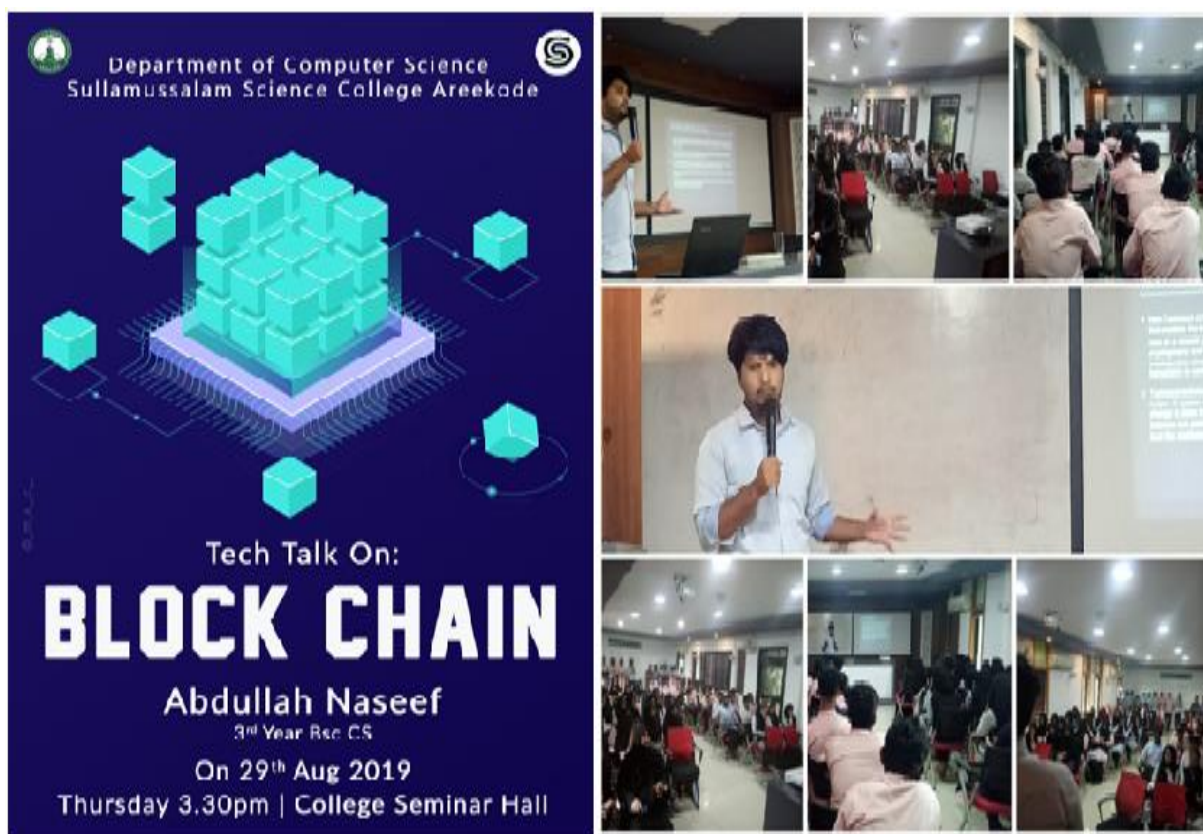 Department of Computer Science
Sullamussalam Science College Areekode
Tech Talk On:
BLOCK CHAIN
Abdullah Naseef
3rd Year Bsc CS
On 29th Aug 2019
Thursday 3.30pm | College Seminar Hall